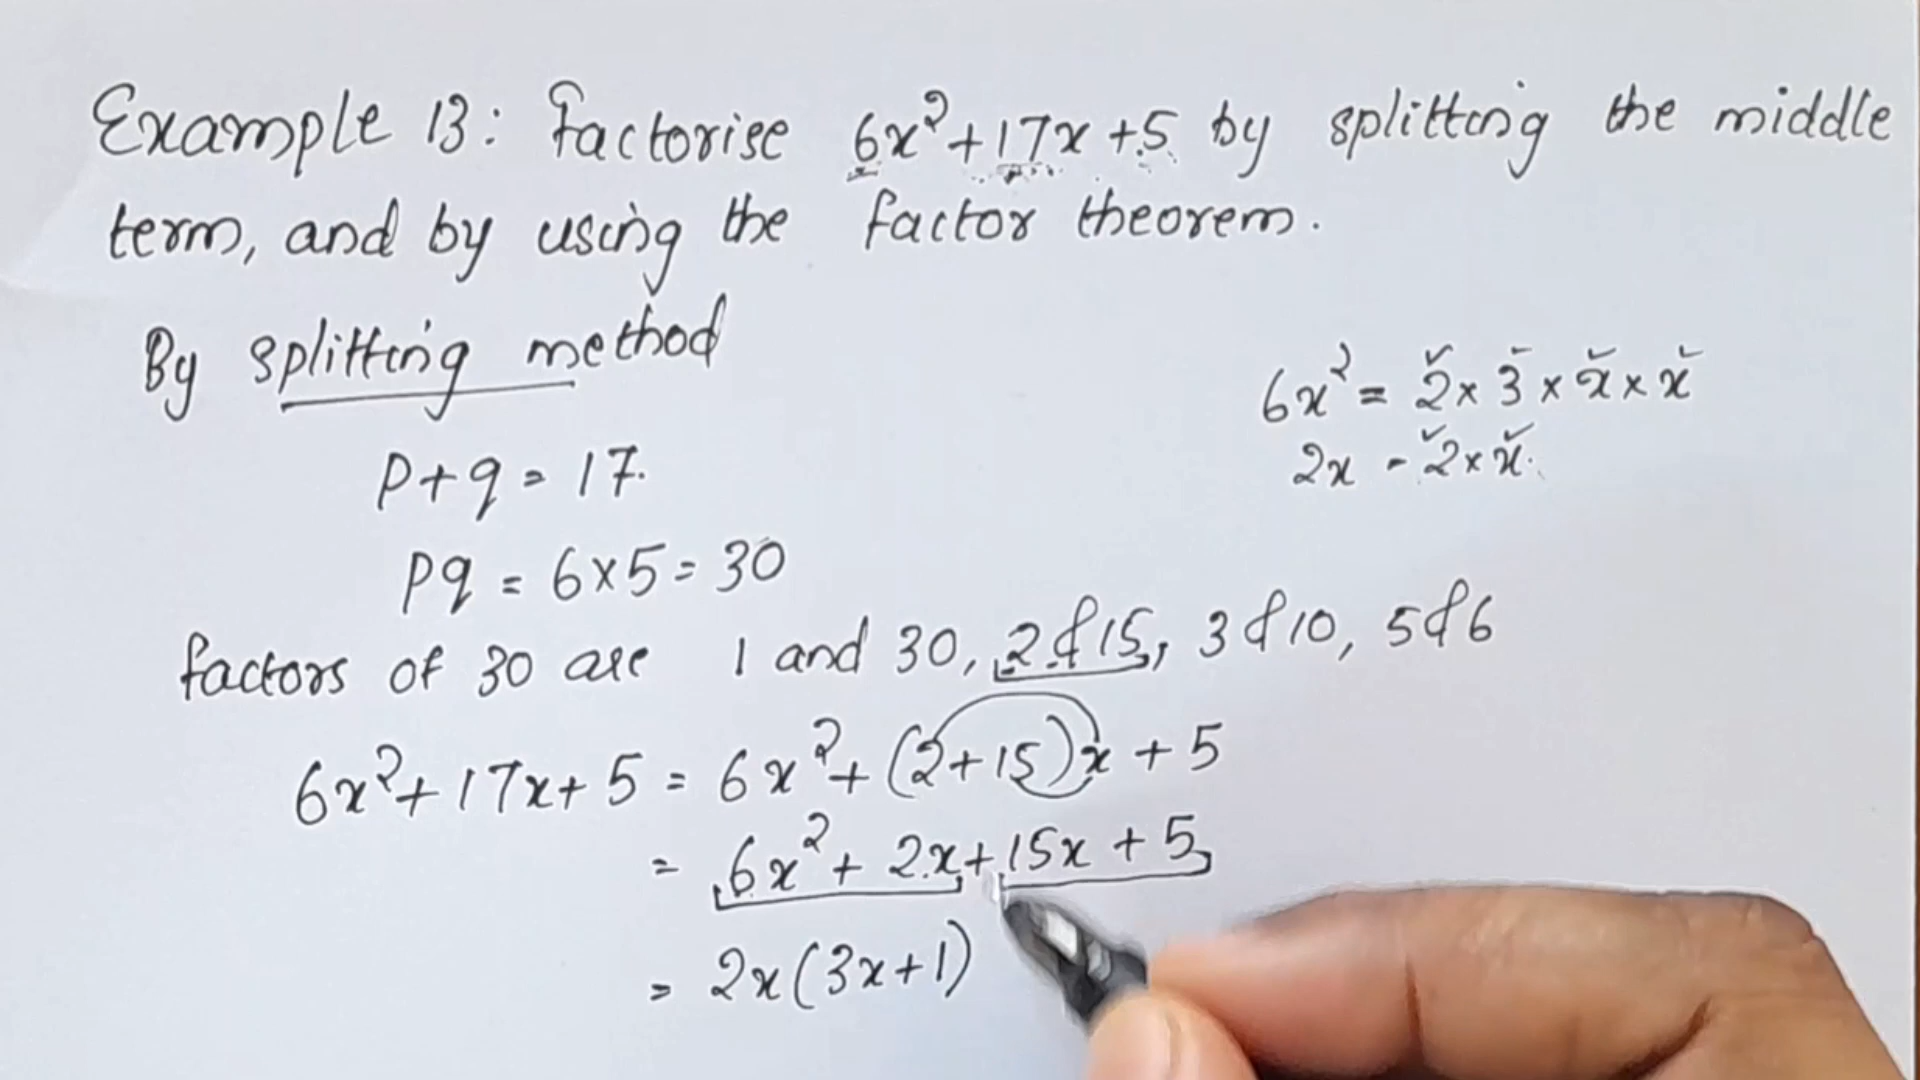 Example 13: Factorise 6x²+17x+5 by splitting the middle
term, and by using the factor theorem.
By splitting method
6x² = 2×3×x×x
2x - 2×x.
p+q = 17.
pq = 6×5=30
factors of 30 are 1 and 30, 2&15, 3&10, 5&6
6x²+17x+5 = 6x²+(2+15)x+5
= 6x²+2x+15x+5
= 2x(3x+1)